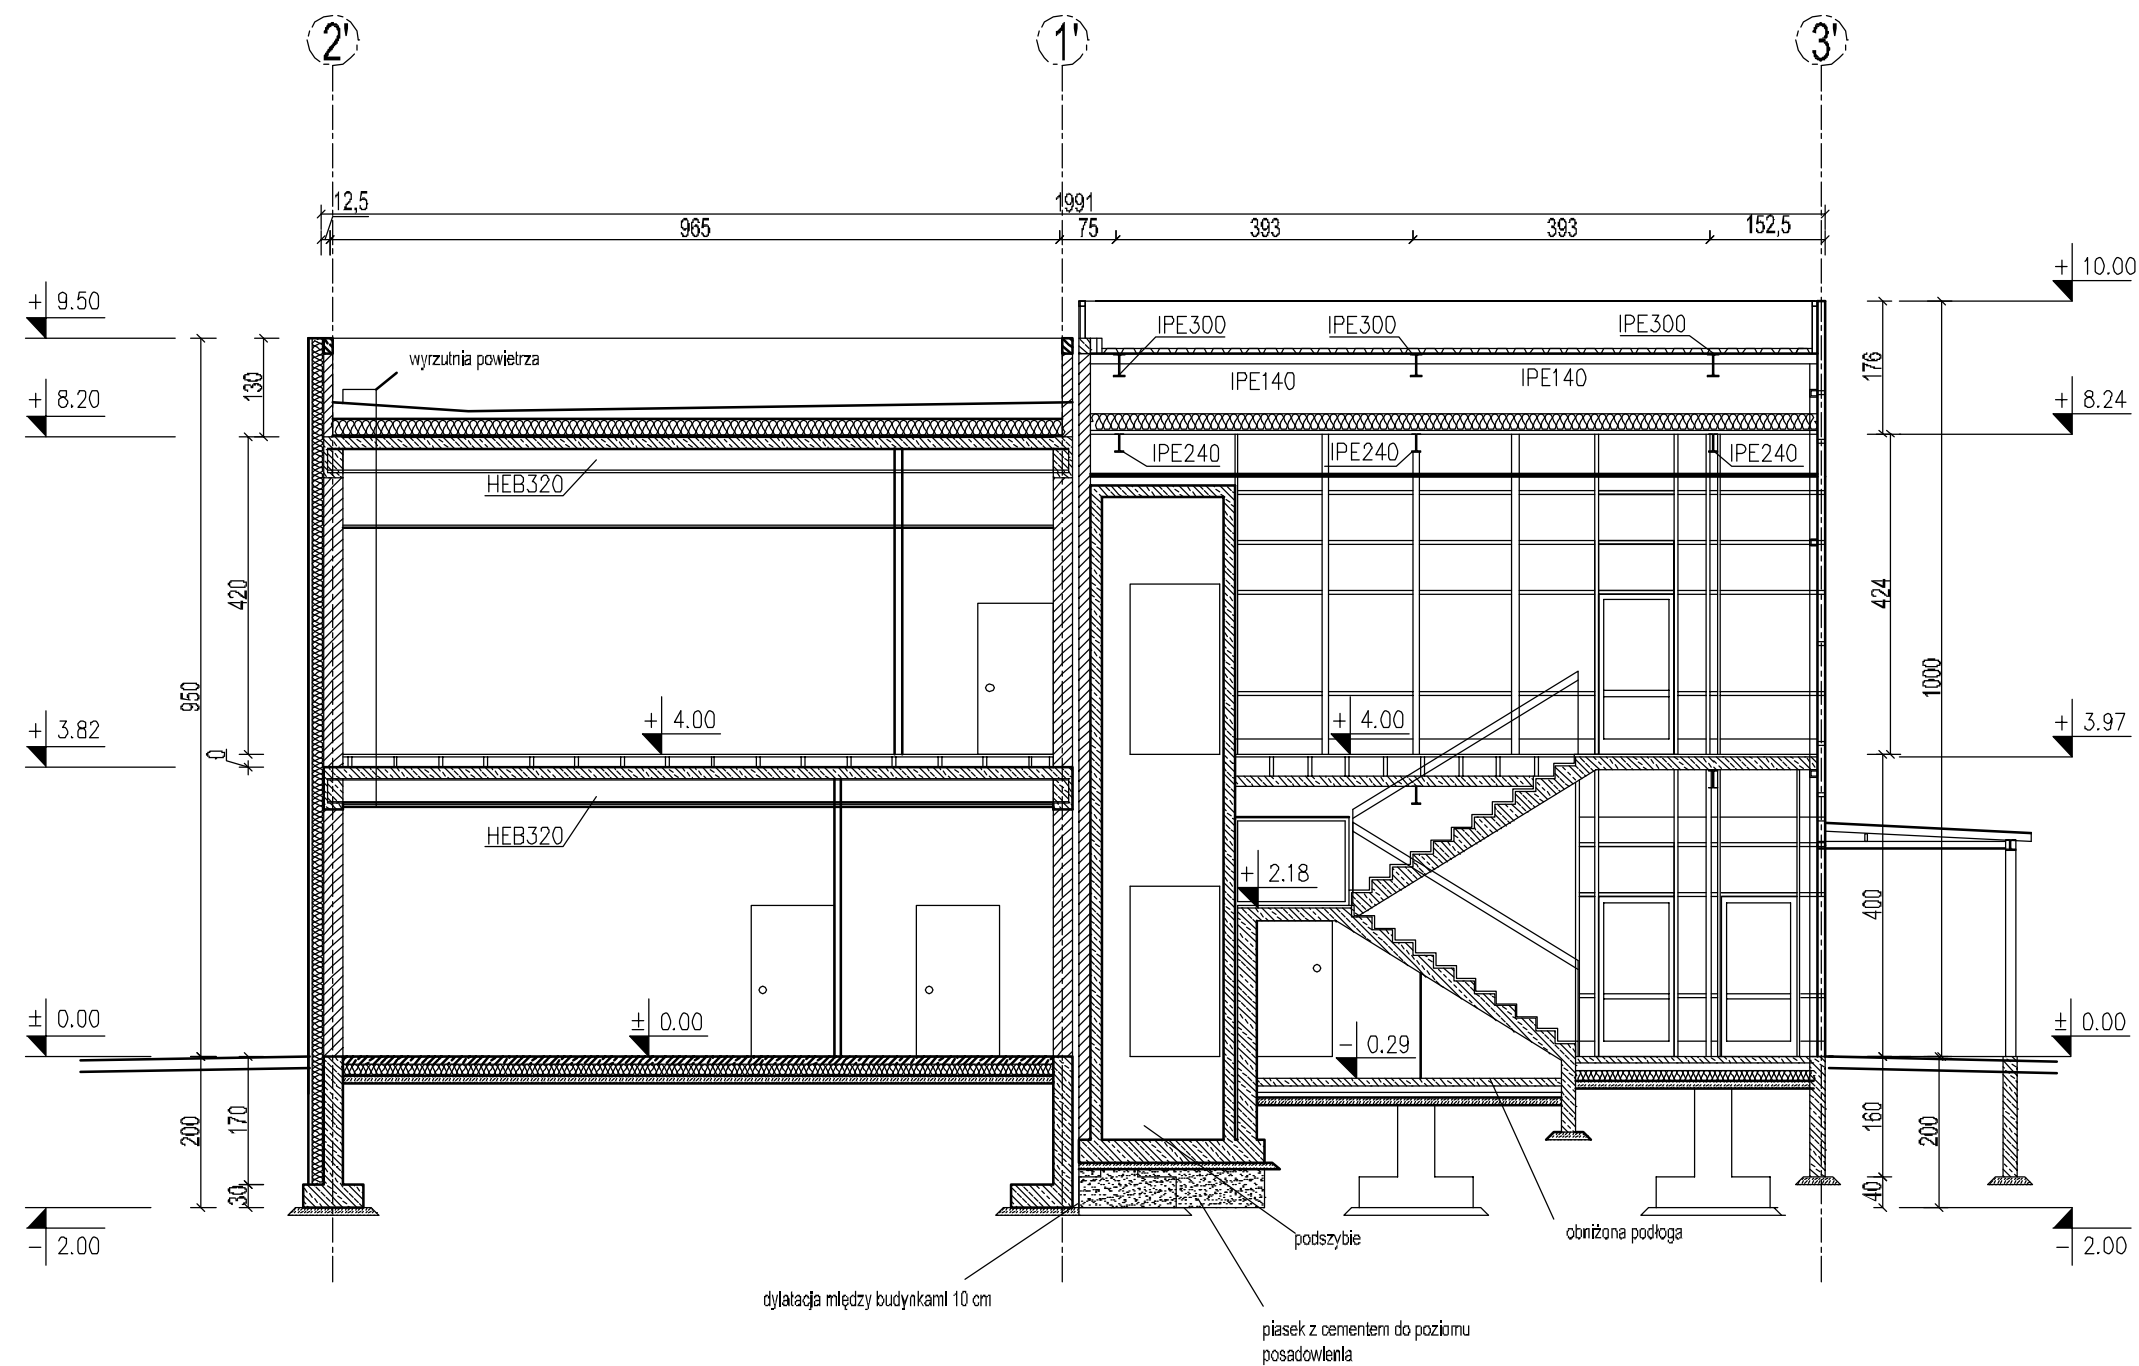 2' 1' 3'
12,5 1991
965 75 393 393 152,5
+ 10.00
+ 9.50
IPE300 IPE300 IPE300
wyrzutnia powietrza
130 176
IPE140 IPE140
+ 8.20 + 8.24
IPE240 IPE240 IPE240
HEB320
420 424
950 1000
+ 3.82 + 4.00 + 4.00 + 3.97
0
HEB320
+ 2.18
400
± 0.00 ± 0.00 ± 0.00
− 0.29
200 170 160 200
30 40
− 2.00 − 2.00
podszybie
obniżona podłoga
dylatacja między budynkami 10 cm
piasek z cementem do poziomu
posadowienia